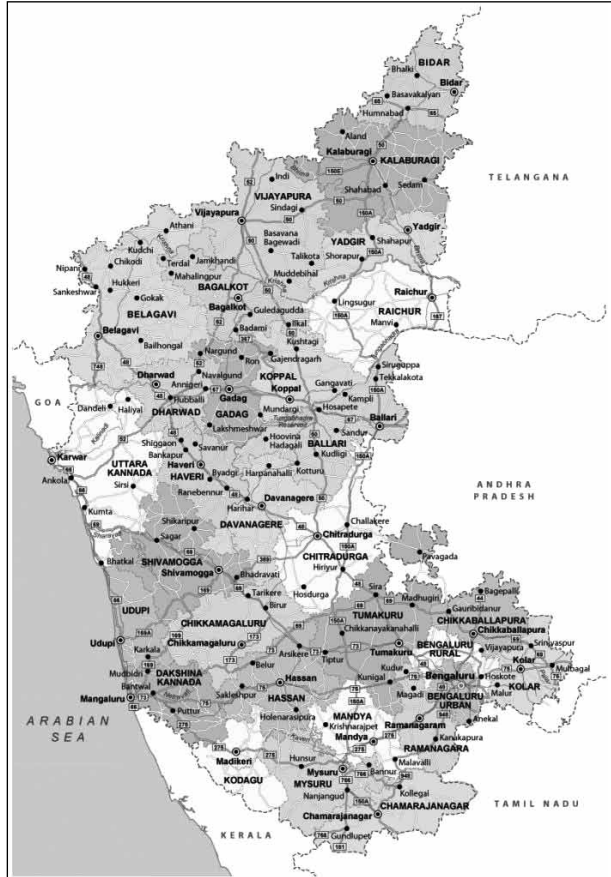 BIDAR
Bhalki
Bidar
Basavakalyan
Humnabad
Aland
Kalaburagi
KALABURAGI
Indi
Shahabad
Sedam
TELANGANA
VIJAYAPURA
Sindagi
Vijayapura
Yadgir
Athani
Basavana
Bagewadi
YADGIR
Shahapur
Kudchi
Talikota
Shorapur
Nipani
Chikodi
Terdal
Jamkhandi
Muddebihal
Mahalingpur
Krishna
Sankeshwar
Hukkeri
BAGALKOT
Raichur
Gokak
Bagalkot
Guledagudda
Lingsugur
RAICHUR
BELAGAVI
Ilkal
Manvi
Belagavi
Badami
Kushtagi
Bailhongal
Nargund
Ron
Gajendragarh
Navalgund
KOPPAL
Siruguppa
Dharwad
Annigeri
Koppal
Gangavati
Tekkalakota
GOA
Gadag
Kampli
Dandeli
Haliyal
Hubballi
GADAG
Mundargi
Hosapete
DHARWAD
Ballari
Lakshmeshwar
Hoovina
Hadagali
Sandur
Shiggaon
Savanur
BALLARI
Karwar
Bankapur
Kudligi
UTTARA
KANNADA
Haveri
Byadgi
Harpanahalli
Kotturu
Ankola
HAVERI
ANDHRA
PRADESH
Sirsi
Ranebennur
Davanagere
Harihar
Kumta
DAVANAGERE
Challakere
Shikaripur
Chitradurga
Sagar
CHITRADURGA
Pavagada
Bhatkal
SHIVAMOGGA
Hiriyur
Shivamogga
Bhadravati
Hosdurga
Sira
Bagepalli
Tarikere
Madhugiri
UDUPI
Gauribidanur
Birur
TUMAKURU
CHIKKABALLAPURA
CHIKKAMAGALURU
Chikkanayakanahalli
Chikkaballapura
Udupi
Chikkamagaluru
Arsikere
BENGALURU
RURAL
Srinivaspur
Karkala
Tiptur
Tumakuru
Vijayapura
Mudbidri
Belur
Kudur
Kolar
Mulbagal
DAKSHINA
KANNADA
Hassan
Kunigal
Bengaluru
Hoskote
Bantwal
Magadi
Malur
KOLAR
Mangaluru
Sakleshpur
HASSAN
BENGALURU
URBAN
Puttur
MANDYA
Ramanagaram
Anekal
Holenarasipura
Krishnarajpet
ARABIAN
SEA
Mandya
Kanakapura
RAMANAGARA
Madikeri
Malavalli
Hunsur
Mysuru
Bannur
KODAGU
MYSURU
Kollegal
Nanjangud
CHAMARAJANAGAR
TAMIL NADU
Chamarajanagar
KERALA
Gundlupet